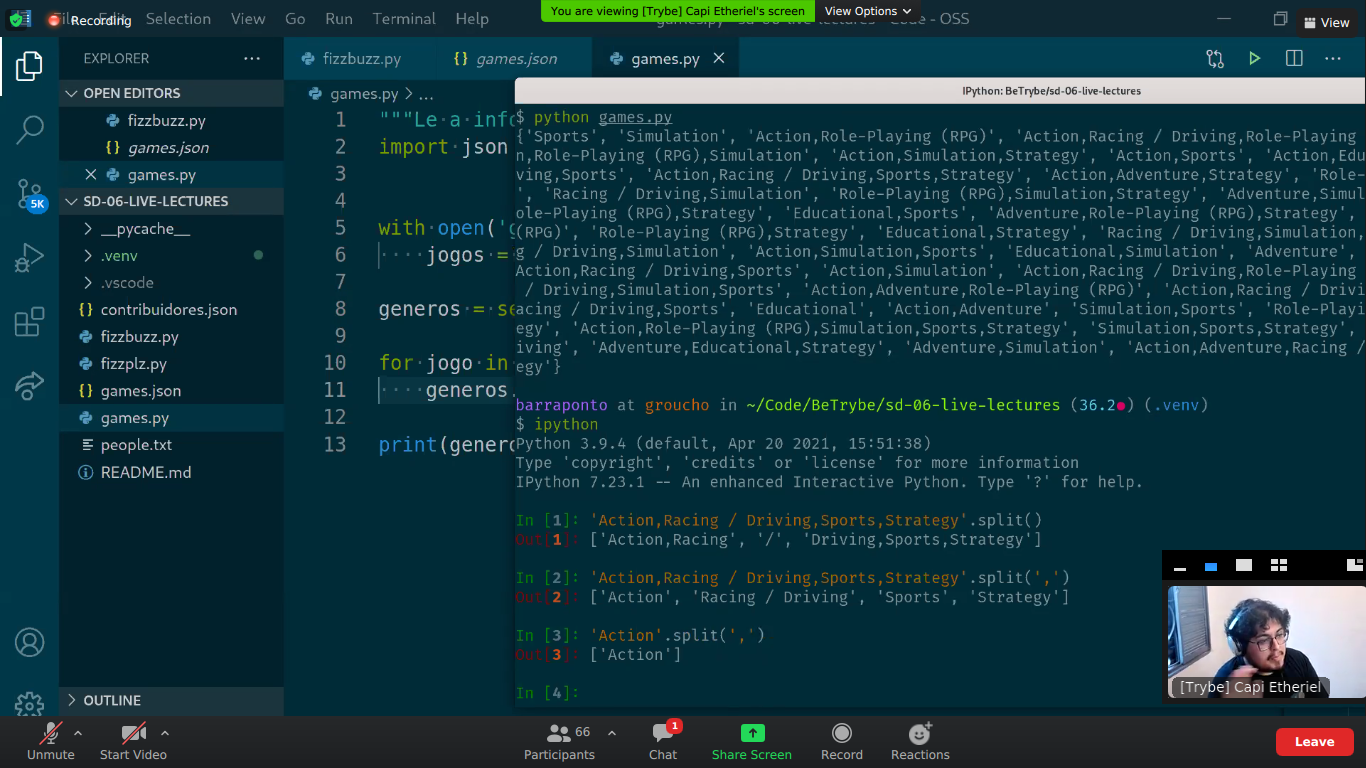 File Edit Selection View Go Run Terminal Help
Recording
You are viewing [Trybe] Capi Etheriel's screen
View Options
Code - OSS
View
EXPLORER
fizzbuzz.py
games.json
games.py
OPEN EDITORS
fizzbuzz.py
games.json
games.py
SD-06-LIVE-LECTURES
5K
__pycache__
.venv
.vscode
contribuidores.json
fizzbuzz.py
fizzplz.py
games.json
games.py
people.txt
README.md
OUTLINE
games.py > ...
1 """Le a info
2 import json
3
4
5 with open('g
6 jogos =
7
8 generos = se
9
10 for jogo in
11 generos.
12
13 print(genero
IPython: BeTrybe/sd-06-live-lectures
$ python games.py
{'Sports', 'Simulation', 'Action,Role-Playing (RPG)', 'Action,Racing / Driving,Role-Playing
n,Role-Playing (RPG),Simulation', 'Action,Simulation,Strategy', 'Action,Sports', 'Action,Edu
ving,Sports', 'Action,Racing / Driving,Sports,Strategy', 'Action,Adventure,Strategy', 'Role-
', 'Racing / Driving,Simulation', 'Role-Playing (RPG),Simulation,Strategy', 'Adventure,Simul
ole-Playing (RPG),Strategy', 'Educational,Sports', 'Adventure,Role-Playing (RPG),Strategy',
(RPG)', 'Role-Playing (RPG),Strategy', 'Educational,Strategy', 'Racing / Driving,Simulation,
g / Driving', 'Action,Simulation,Sports', 'Educational,Simulation', 'Adventure', '
Action,Racing / Driving,Sports', 'Action,Simulation', 'Action,Racing / Driving,Role-Playing
/ Driving,Simulation,Sports', 'Action,Adventure,Role-Playing (RPG)', 'Action,Racing / Drivi
acing / Driving,Sports', 'Educational', 'Action,Adventure', 'Simulation,Sports', 'Role-Playi
egy', 'Action,Role-Playing (RPG),Simulation,Sports,Strategy', 'Simulation,Sports,Strategy',
iving', 'Adventure,Educational,Strategy', 'Adventure,Simulation', 'Action,Adventure,Racing /
egy'}
barraponto at groucho in ~/Code/BeTrybe/sd-06-live-lectures (36.2●) (.venv)
$ ipython
Python 3.9.4 (default, Apr 20 2021, 15:51:38)
Type 'copyright', 'credits' or 'license' for more information
IPython 7.23.1 -- An enhanced Interactive Python. Type '?' for help.
In [1]: 'Action,Racing / Driving,Sports,Strategy'.split()
Out[1]: ['Action,Racing', '/', 'Driving,Sports,Strategy']
In [2]: 'Action,Racing / Driving,Sports,Strategy'.split(',')
Out[2]: ['Action', 'Racing / Driving', 'Sports', 'Strategy']
In [3]: 'Action'.split(',')
Out[3]: ['Action']
In [4]:
[Trybe] Capi Etheriel
Unmute
Start Video
66
Participants
1
Chat
Share Screen
Record
Reactions
Leave